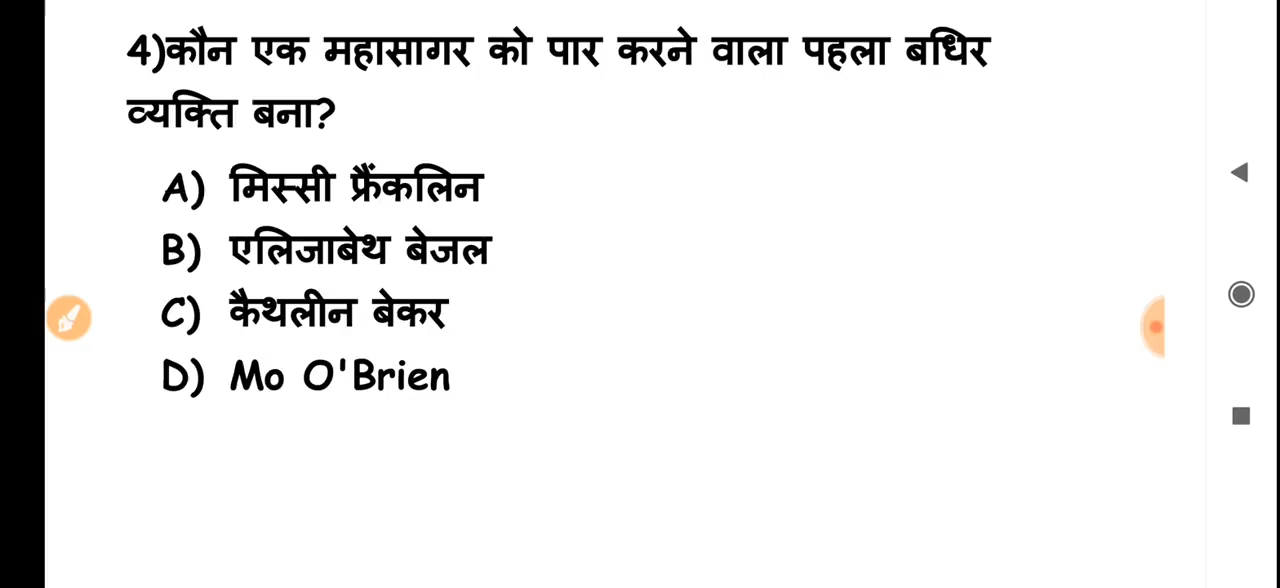 4)कौन एक महासागर को पार करने वाला पहला बधिर
व्यक्ति बना?
A) मिस्सी फ्रैंकलिन
B) एलिजाबेथ बेजल
C) कैथलीन बेकर
D) Mo O'Brien